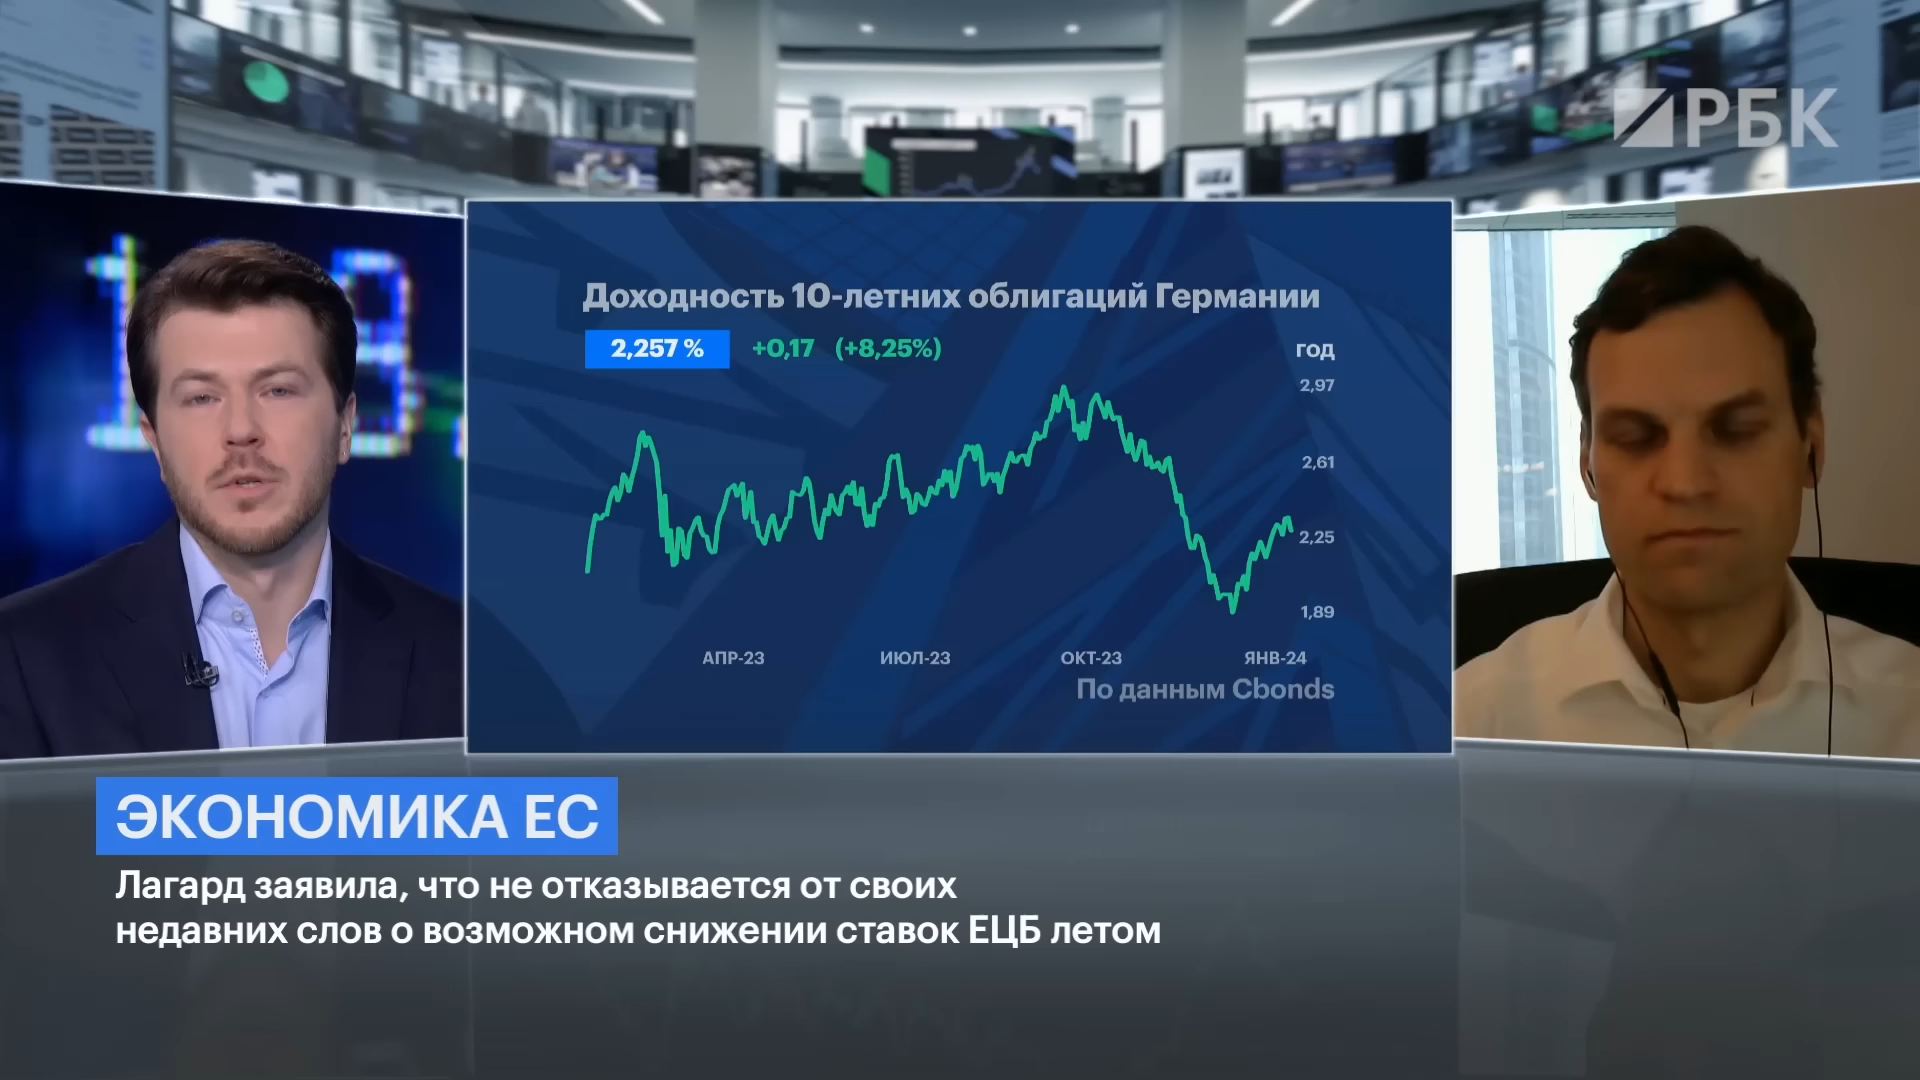 РБК
Доходность 10-летних облигаций Германии
2,257 % +0,17 (+8,25%)
год
2,97
2,61
2,25
1,89
АПР-23 ИЮЛ-23 ОКТ-23 ЯНВ-24
По данным Cbonds
ЭКОНОМИКА ЕС
Лагард заявила, что не отказывается от своих
недавних слов о возможном снижении ставок ЕЦБ летом